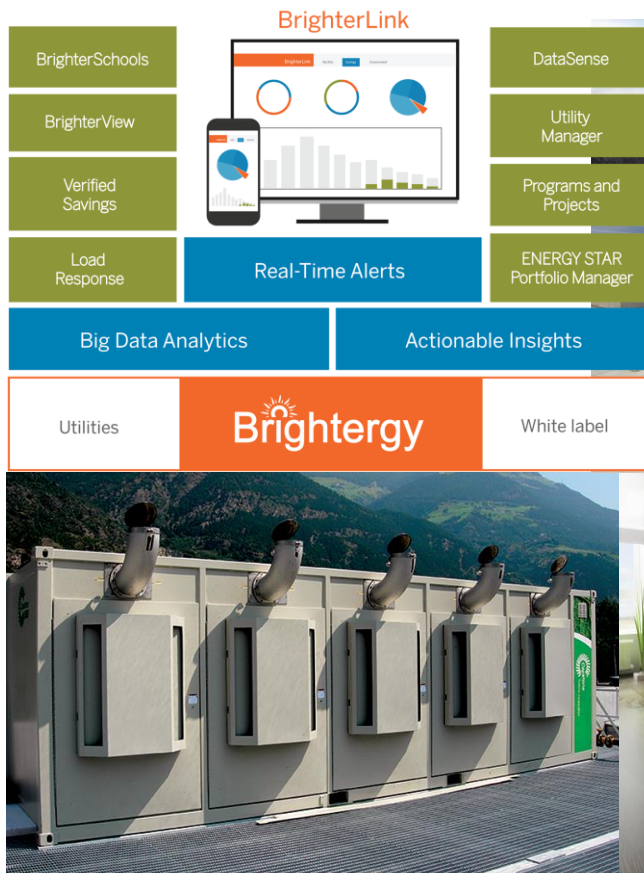 BrighterLink
BrighterSchools
DataSense
BrighterLink
BrighterView
Utility
Manager
Verified
Savings
Programs and
Projects
Load
Response
Real-Time Alerts
ENERGY STAR
Portfolio Manager
Big Data Analytics
Actionable Insights
Utilities
Brightergy
White label